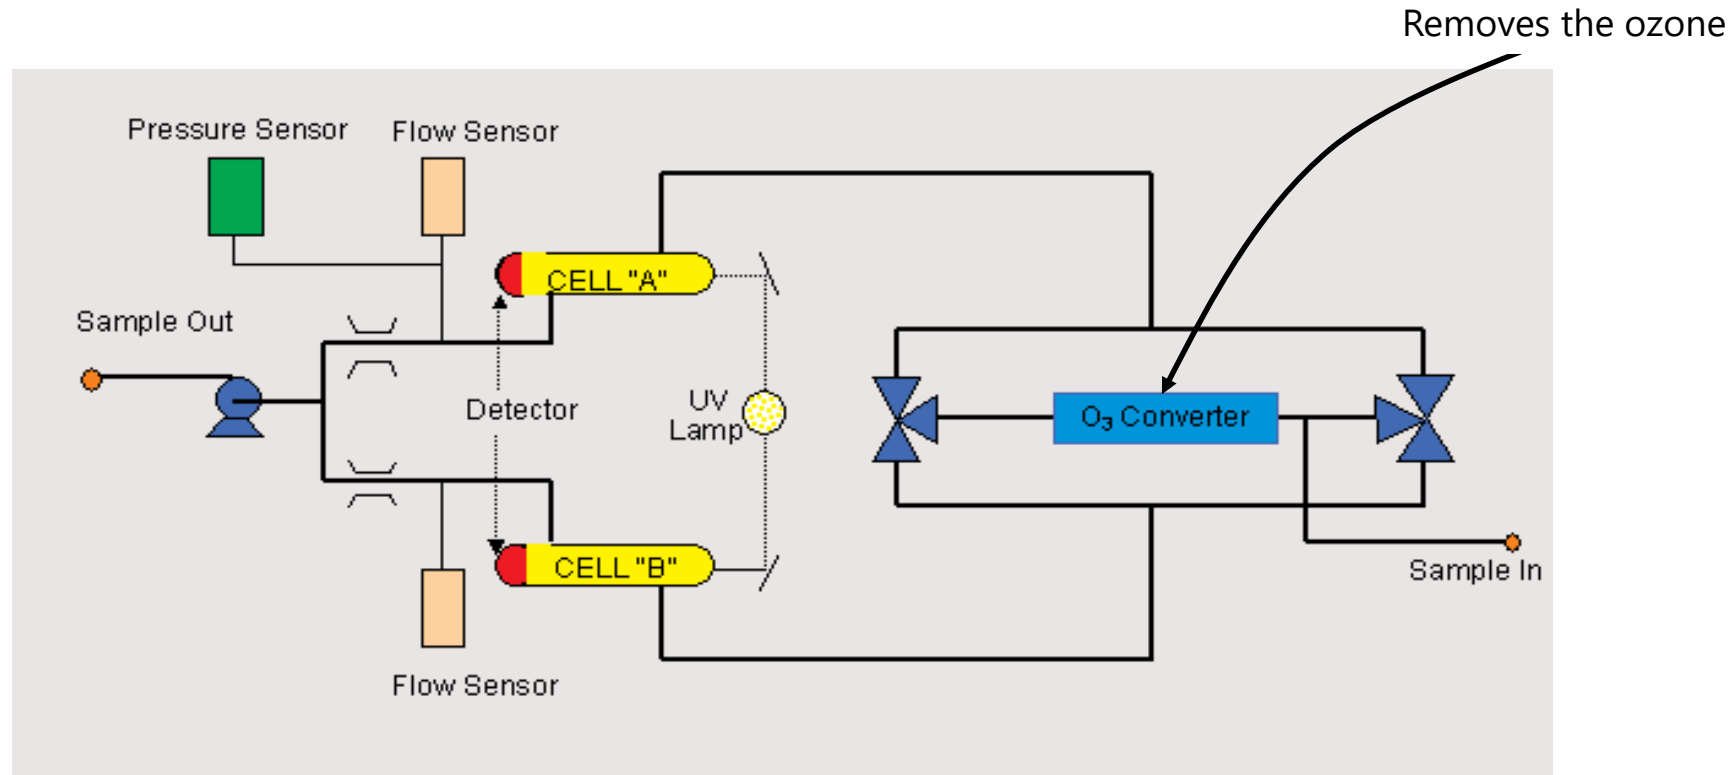 Removes the ozone
Pressure Sensor
Flow Sensor
CELL "A"
Sample Out
Detector
UV
Lamp
O₃ Converter
CELL "B"
Sample In
Flow Sensor